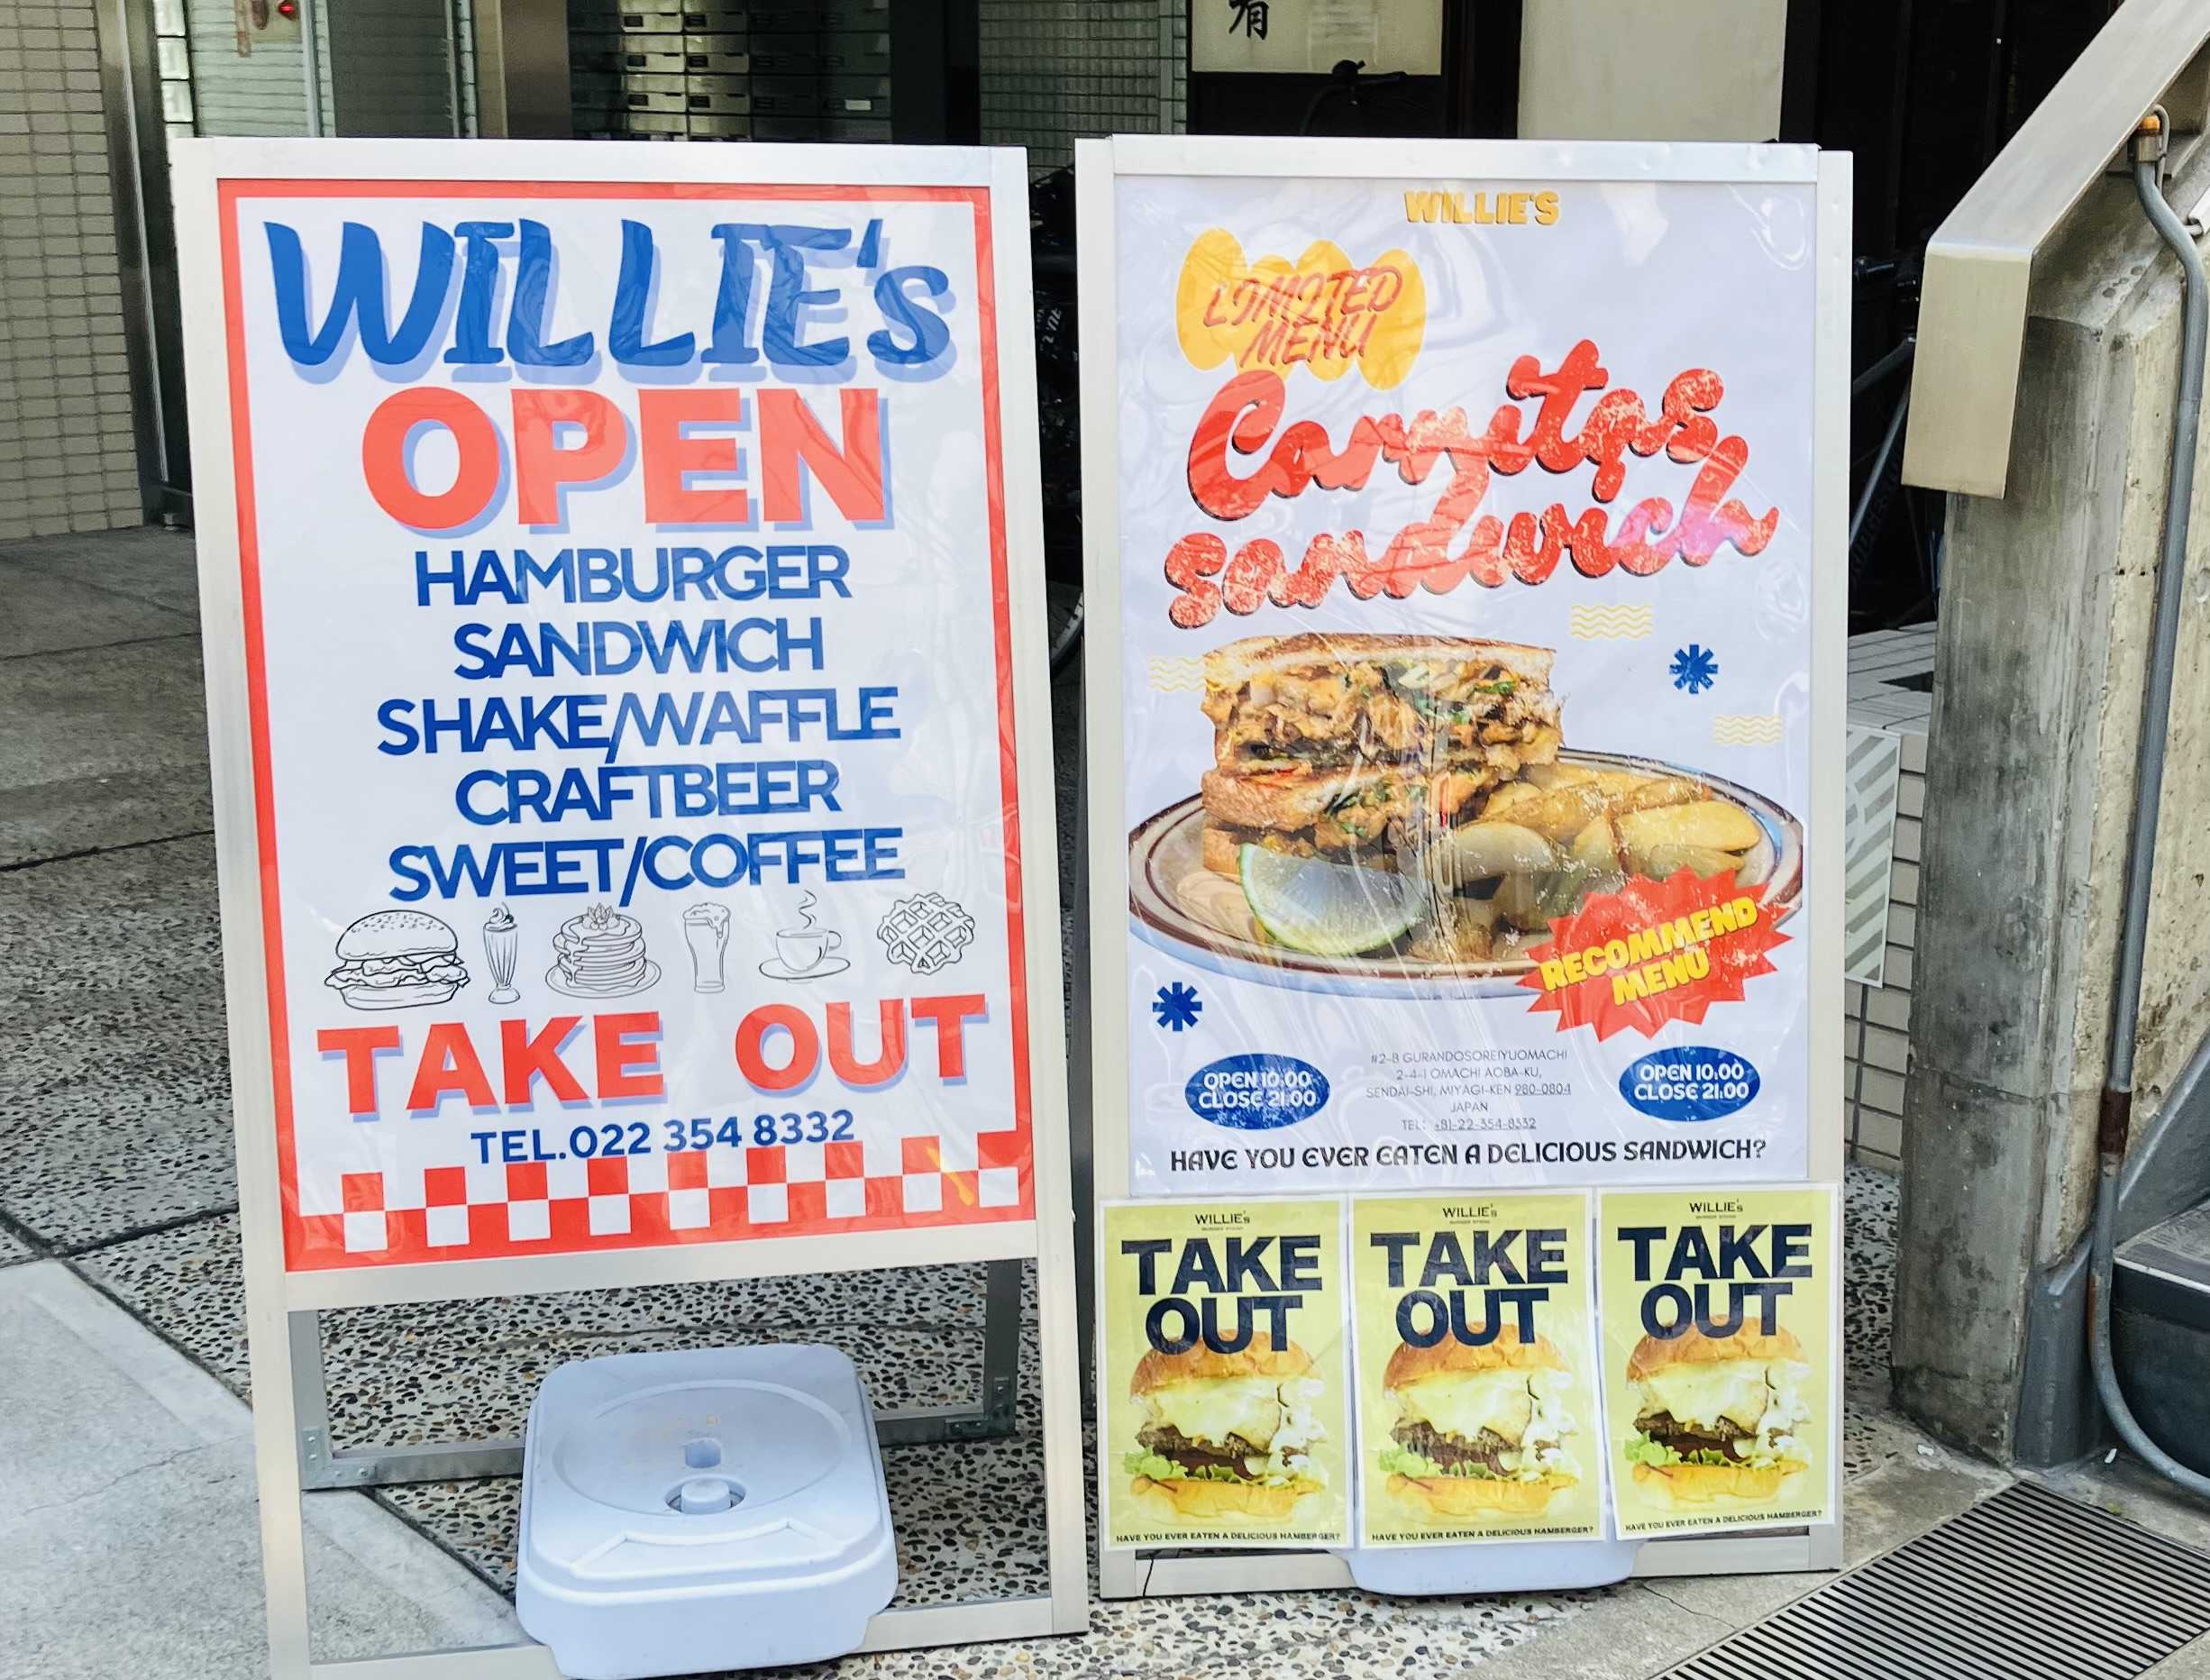 有
WILLIE's
OPEN
HAMBURGER
SANDWICH
SHAKE/WAFFLE
CRAFTBEER
SWEET/COFFEE
TAKE OUT
TEL.022 354 8332
WILLIE'S
LIMITED
MENU
Carnitas
sandwich
RECOMMEND
MENU
OPEN 10:00
CLOSE 21:00
#2-B GURANDOSOREIYUOMACHI
2-4-1 OMACHI AOBA-KU,
SENDAI-SHI, MIYAGI-KEN 980-0804
JAPAN
TEL: +81-22-354-8332
OPEN 10:00
CLOSE 21:00
HAVE YOU EVER EATEN A DELICIOUS SANDWICH?
WILLIE's
TAKE
OUT
HAVE YOU EVER EATEN A DELICIOUS HAMBERGER?
WILLIE's
TAKE
OUT
HAVE YOU EVER EATEN A DELICIOUS HAMBERGER?
WILLIE's
TAKE
OUT
HAVE YOU EVER EATEN A DELICIOUS HAMBERGER?